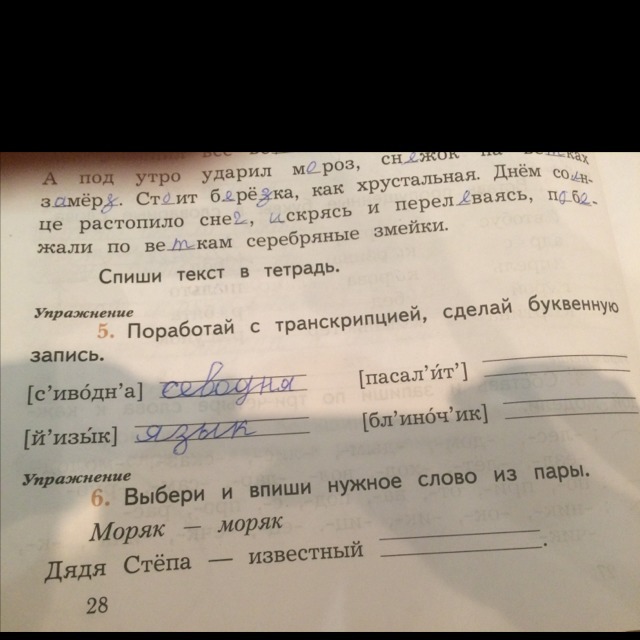 А под утро ударил мороз, снежок на ветках
замёрз. Стоит берёзка, как хрустальная. Днём солн-
це растопило снег, искрясь и переливаясь, побе-
жали по веткам серебряные змейки.
Спиши текст в тетрадь.
Упражнение
5. Поработай с транскрипцией, сделай буквенную
запись.
[с'иво́дн'а] севодня [пасал'и́т']
[й'изы́к] язык [бл'ино́ч'ик]
Упражнение
6. Выбери и впиши нужное слово из пары.
Моряк — моряк
Дядя Стёпа — известный .
28